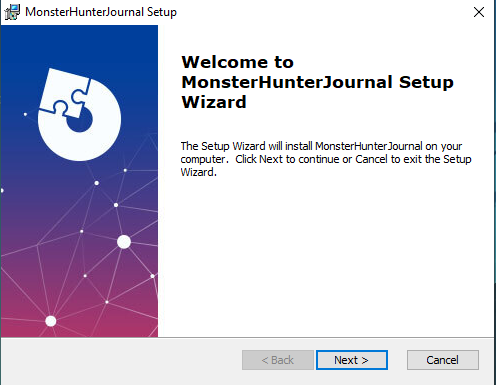 MonsterHunterJournal Setup
Welcome to
MonsterHunterJournal Setup
Wizard
The Setup Wizard will install MonsterHunterJournal on your
computer.  Click Next to continue or Cancel to exit the Setup
Wizard.
< Back
Next >
Cancel